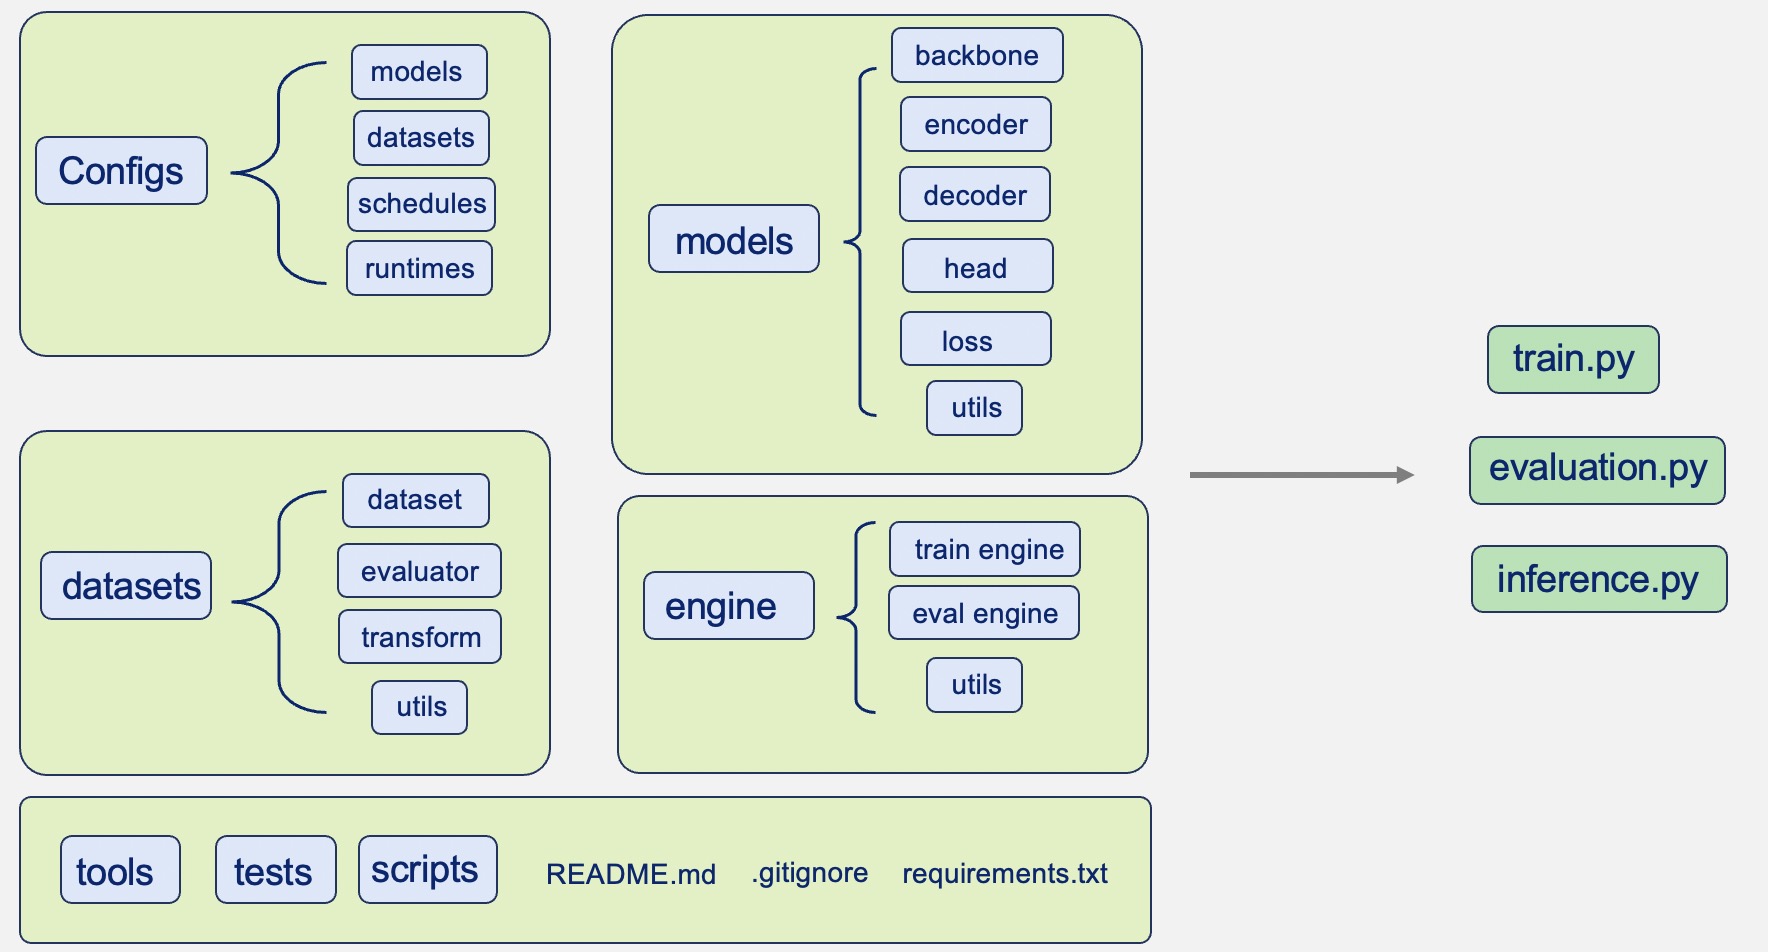 Configs
models
datasets
schedules
runtimes
models
backbone
encoder
decoder
head
loss
utils
datasets
dataset
evaluator
transform
utils
engine
train engine
eval engine
utils
tools
tests
scripts
README.md
.gitignore
requirements.txt
train.py
evaluation.py
inference.py